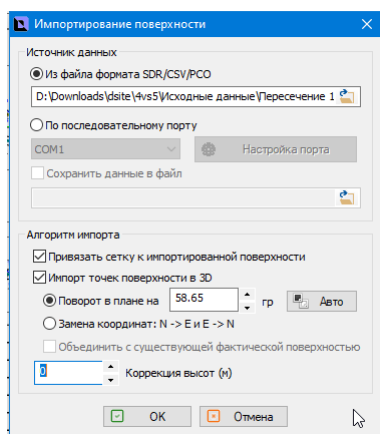 Импортирование поверхности
Источник данных
Из файла формата SDR/CSV/PCO
D:\Downloads\dsite\4vs5\Исходные данные\Пересечение 1
По последовательному порту
COM1
Настройка порта
Сохранить данные в файл
Алгоритм импорта
Привязать сетку к импортированной поверхности
Импорт точек поверхности в 3D
Поворот в плане на 58.65 гр Авто
Замена координат: N -> E и E -> N
Объединить с существующей фактической поверхностью
0 Коррекция высот (м)
OK Отмена